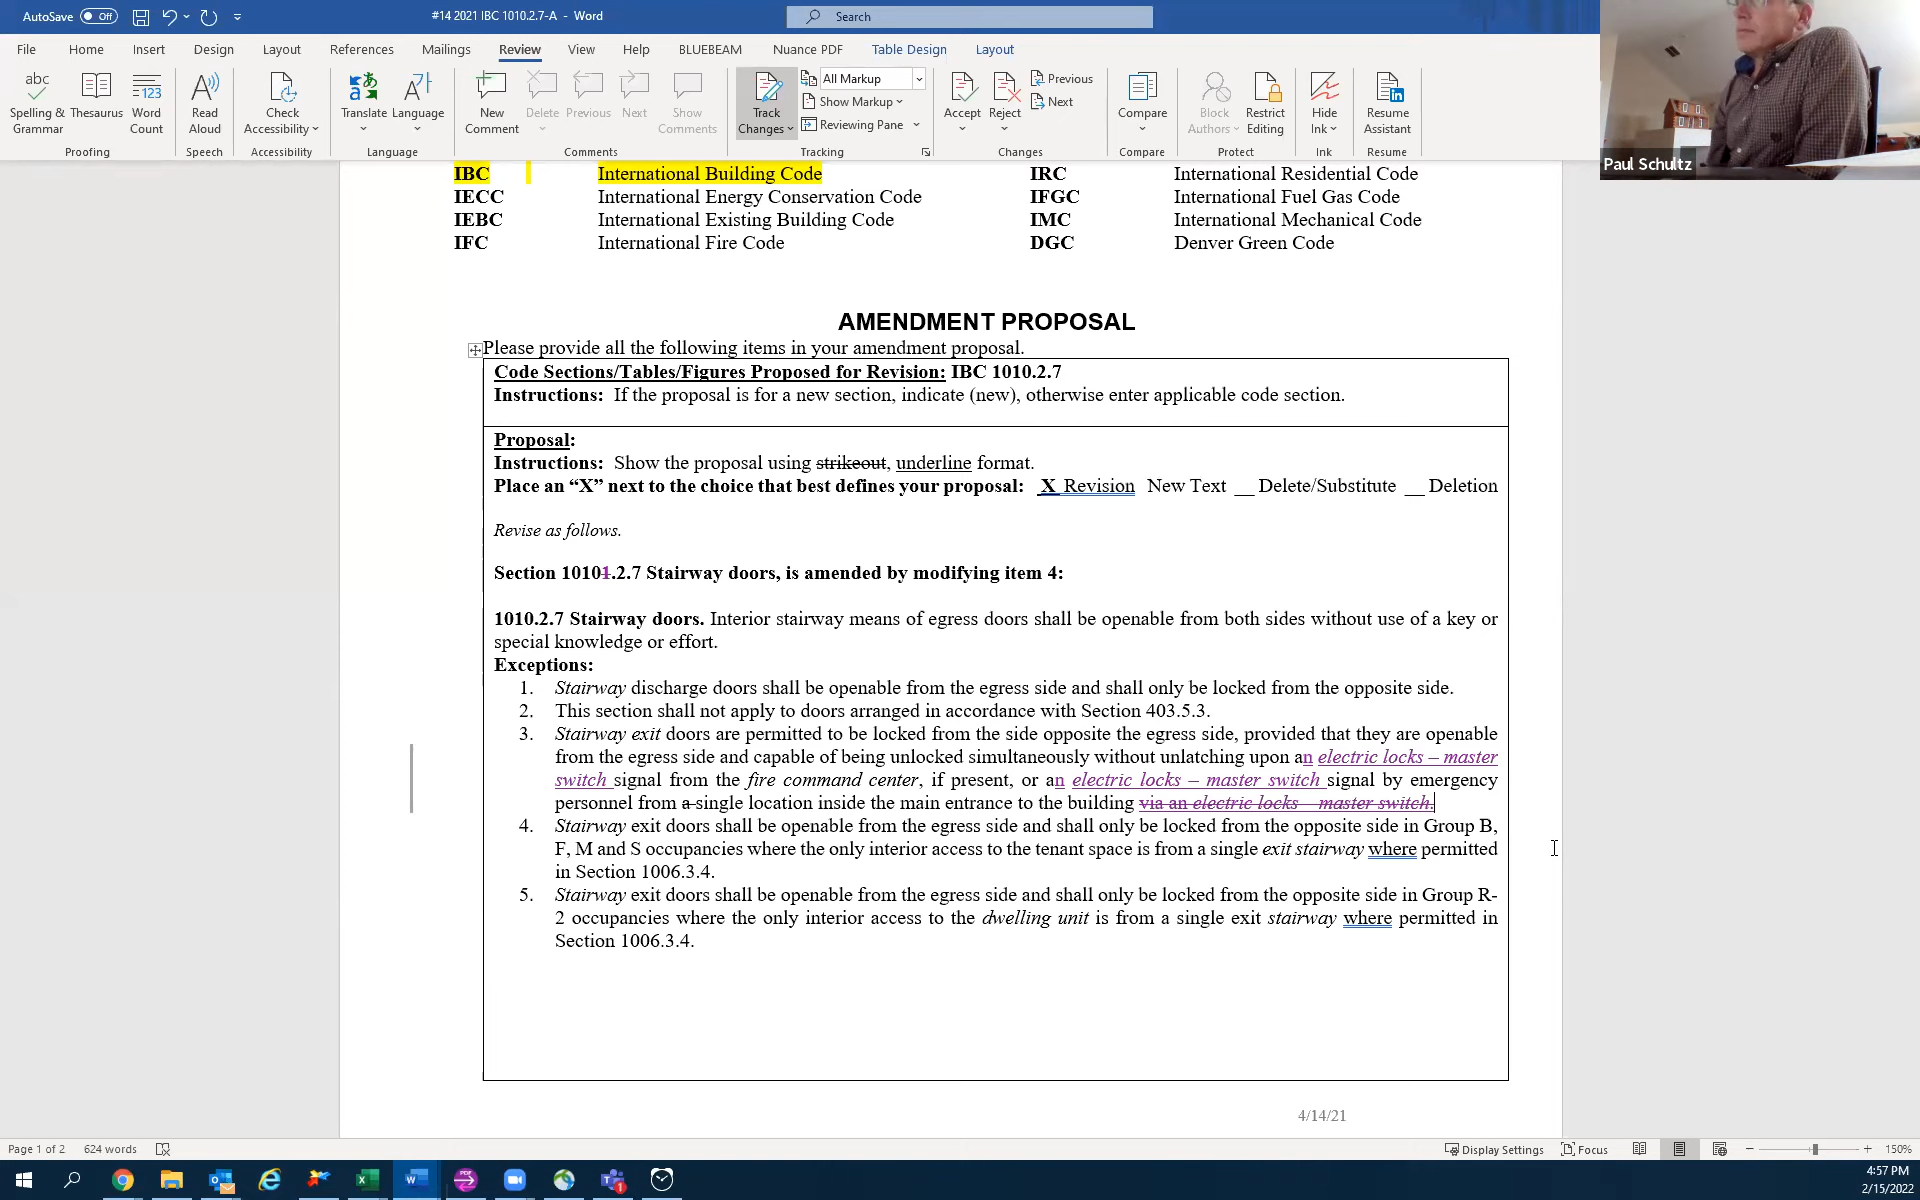 AutoSave Off #14 2021 IBC 1010.2.7-A - Word Search
File Home Insert Design Layout References Mailings Review View Help BLUEBEAM Nuance PDF Table Design Layout
abc Spelling & Grammar Thesaurus 123 Word Count Read Aloud Check Accessibility Translate Language New Comment Delete Previous Next Show Comments Track Changes All Markup Show Markup Reviewing Pane Accept Reject Previous Next Compare Block Authors Restrict Editing Hide Ink Resume Assistant
Proofing Speech Accessibility Language Comments Tracking Changes Compare Protect Ink Resume
Paul Schultz
IBC International Building Code IRC International Residential Code
IECC International Energy Conservation Code IFGC International Fuel Gas Code
IEBC International Existing Building Code IMC International Mechanical Code
IFC International Fire Code DGC Denver Green Code
AMENDMENT PROPOSAL
Please provide all the following items in your amendment proposal.
Code Sections/Tables/Figures Proposed for Revision: IBC 1010.2.7
Instructions: If the proposal is for a new section, indicate (new), otherwise enter applicable code section.
Proposal:
Instructions: Show the proposal using strikeout, underline format.
Place an “X” next to the choice that best defines your proposal: X Revision New Text __ Delete/Substitute __ Deletion
Revise as follows.
Section 10101.2.7 Stairway doors, is amended by modifying item 4:
1010.2.7 Stairway doors. Interior stairway means of egress doors shall be openable from both sides without use of a key or
special knowledge or effort.
Exceptions:
1. Stairway discharge doors shall be openable from the egress side and shall only be locked from the opposite side.
2. This section shall not apply to doors arranged in accordance with Section 403.5.3.
3. Stairway exit doors are permitted to be locked from the side opposite the egress side, provided that they are openable
from the egress side and capable of being unlocked simultaneously without unlatching upon an electric locks – master
switch signal from the fire command center, if present, or an electric locks – master switch signal by emergency
personnel from a single location inside the main entrance to the building via an electric locks – master switch.
4. Stairway exit doors shall be openable from the egress side and shall only be locked from the opposite side in Group B,
F, M and S occupancies where the only interior access to the tenant space is from a single exit stairway where permitted
in Section 1006.3.4.
5. Stairway exit doors shall be openable from the egress side and shall only be locked from the opposite side in Group R-
2 occupancies where the only interior access to the dwelling unit is from a single exit stairway where permitted in
Section 1006.3.4.
4/14/21
Page 1 of 2 624 words Display Settings Focus 150%
4:57 PM
2/15/2022